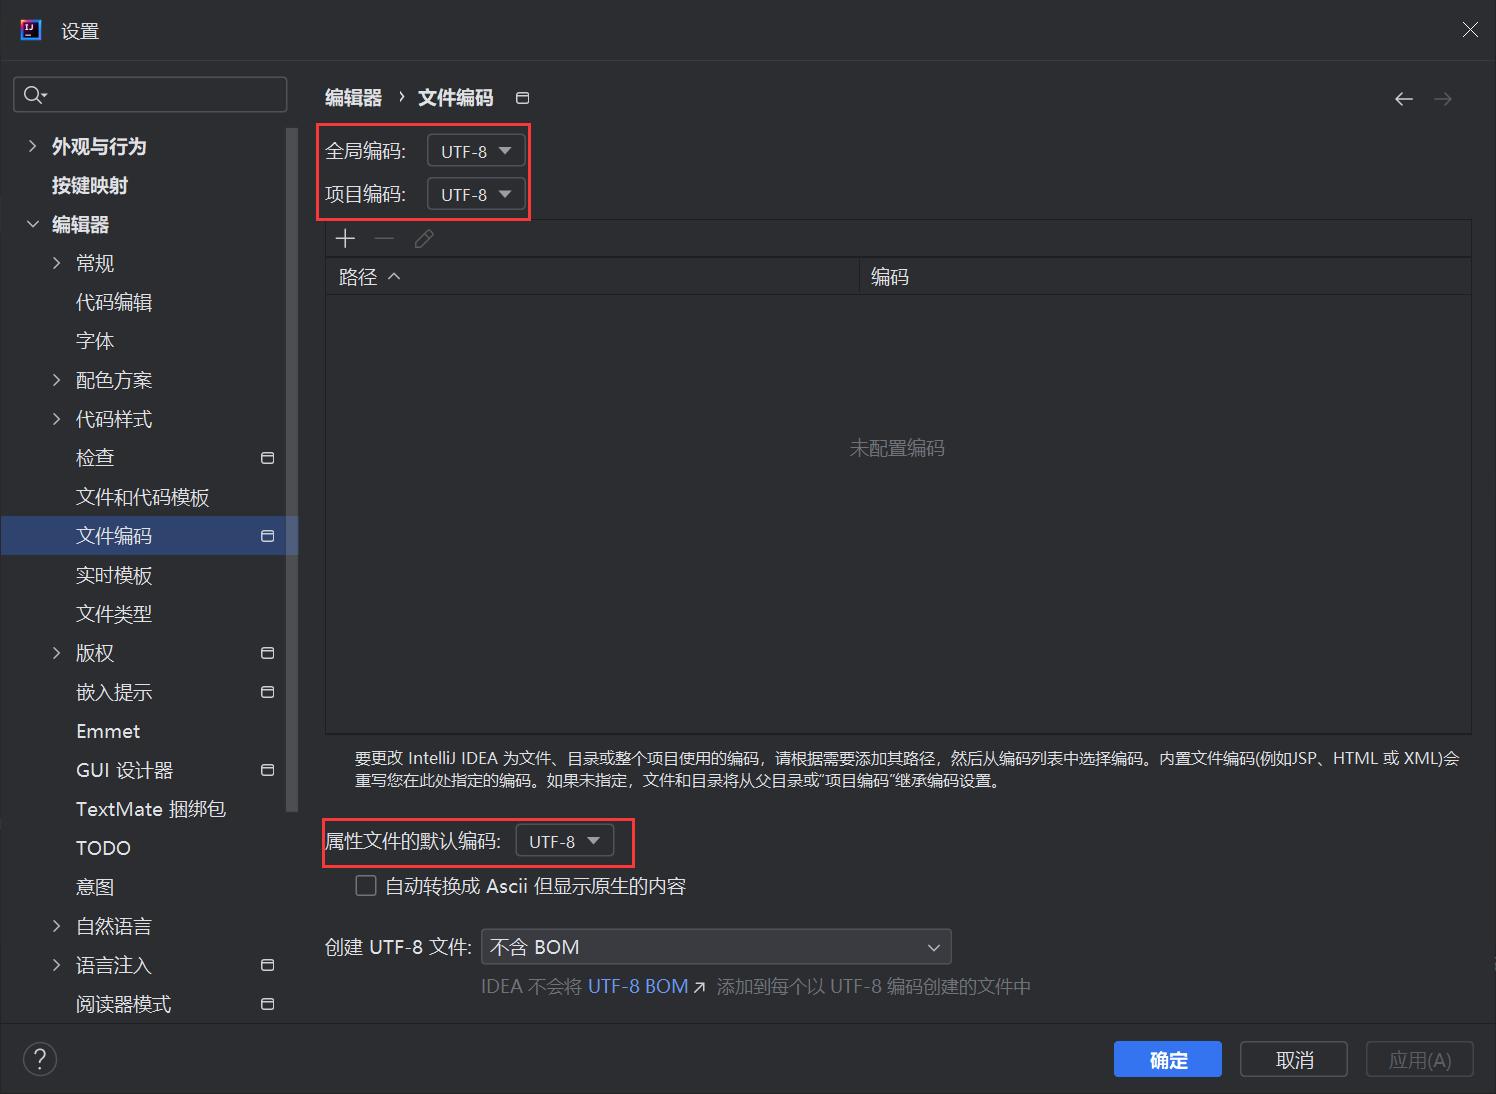 设置
外观与行为
按键映射
编辑器
常规
代码编辑
字体
配色方案
代码样式
检查
文件和代码模板
文件编码
实时模板
文件类型
版权
嵌入提示
Emmet
GUI 设计器
TextMate 捆绑包
TODO
意图
自然语言
语言注入
阅读器模式
编辑器 › 文件编码
全局编码: UTF-8
项目编码: UTF-8
路径 编码
未配置编码
要更改 IntelliJ IDEA 为文件、目录或整个项目使用的编码，请根据需要添加其路径，然后从编码列表中选择编码。内置文件编码(例如JSP、HTML 或 XML)会
重写您在此处指定的编码。如果未指定，文件和目录将从父目录或“项目编码”继承编码设置。
属性文件的默认编码: UTF-8
自动转换成 Ascii 但显示原生的内容
创建 UTF-8 文件: 不含 BOM
IDEA 不会将 UTF-8 BOM↗ 添加到每个以 UTF-8 编码创建的文件中
? 确定 取消 应用(A)